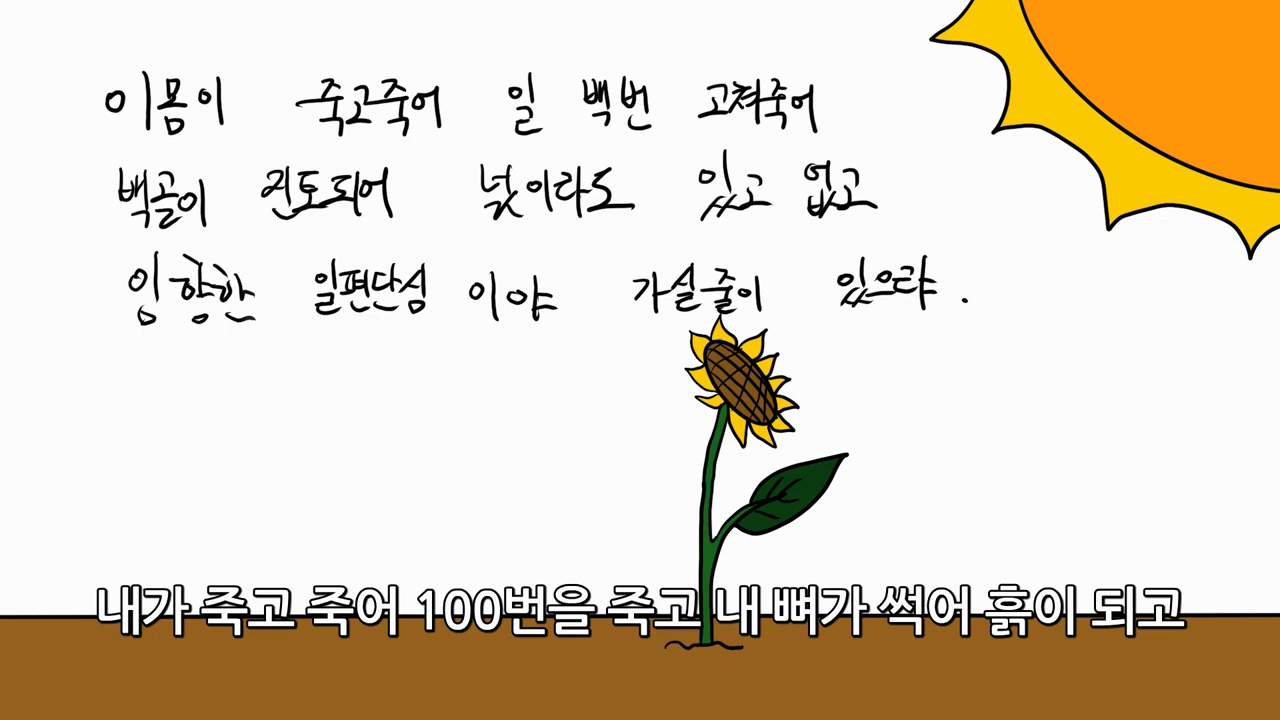 이몸이 죽고죽어 일 백번 고쳐죽어
백골이 진토되어 넋이라도 있고 없고
임 향한 일편단심 이야 가실줄이 있으랴.
내가 죽고 죽어 100번을 죽고 내 뼈가 썩어 흙이 되고